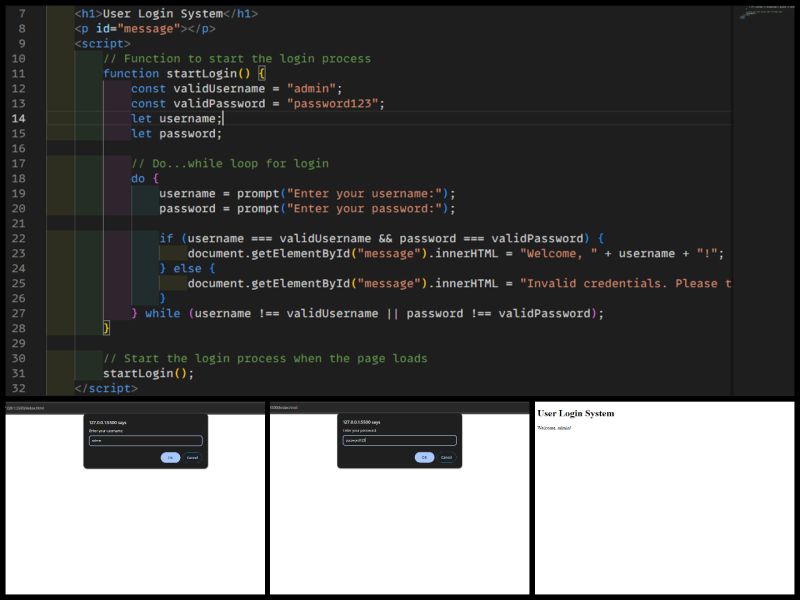 7 <h1>User Login System</h1>
8 <p id="message"></p>
9 <script>
10 // Function to start the login process
11 function startLogin() {
12 const validUsername = "admin";
13 const validPassword = "password123";
14 let username;
15 let password;
16
17 // Do...while loop for login
18 do {
19 username = prompt("Enter your username:");
20 password = prompt("Enter your password:");
21
22 if (username === validUsername && password === validPassword) {
23 document.getElementById("message").innerHTML = "Welcome, " + username + "!";
24 } else {
25 document.getElementById("message").innerHTML = "Invalid credentials. Please t
26 }
27 } while (username !== validUsername || password !== validPassword);
28 }
29
30 // Start the login process when the page loads
31 startLogin();
32 </script>
127.0.0.1:5500 says
Enter your username:
admin
Ok Cancel
127.0.0.1:5500 says
Enter your password:
password123
OK Cancel
User Login System
Welcome, admin!